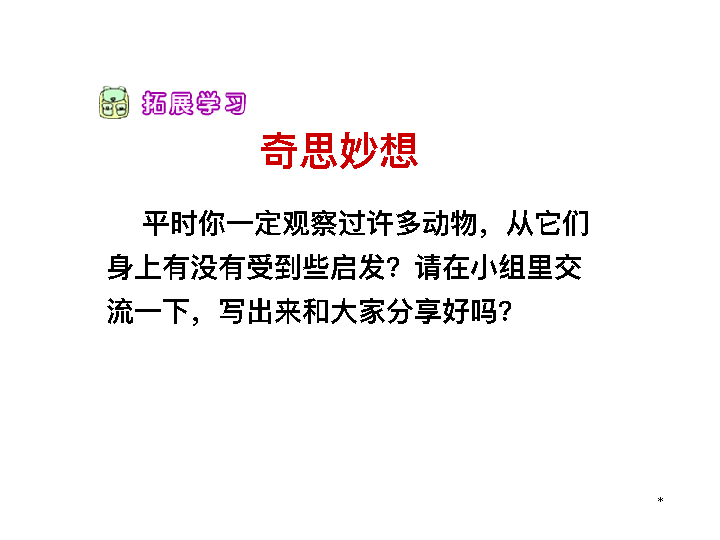 拓展学习
奇思妙想
平时你一定观察过许多动物，从它们
身上有没有受到些启发？请在小组里交
流一下，写出来和大家分享好吗？
*